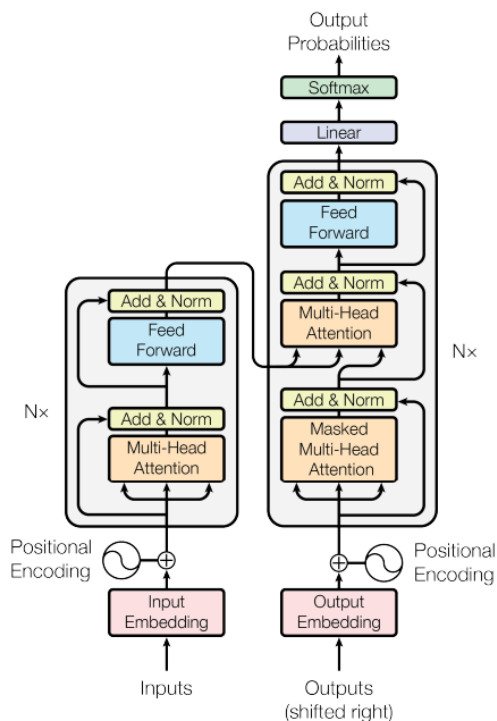 Output
Probabilities
Softmax
Linear
Add & Norm
Feed
Forward
Add & Norm
Multi-Head
Attention
Add & Norm
Masked
Multi-Head
Attention
N×
Add & Norm
Feed
Forward
Add & Norm
Multi-Head
Attention
N×
Positional
Encoding
Positional
Encoding
Input
Embedding
Output
Embedding
Inputs
Outputs
(shifted right)